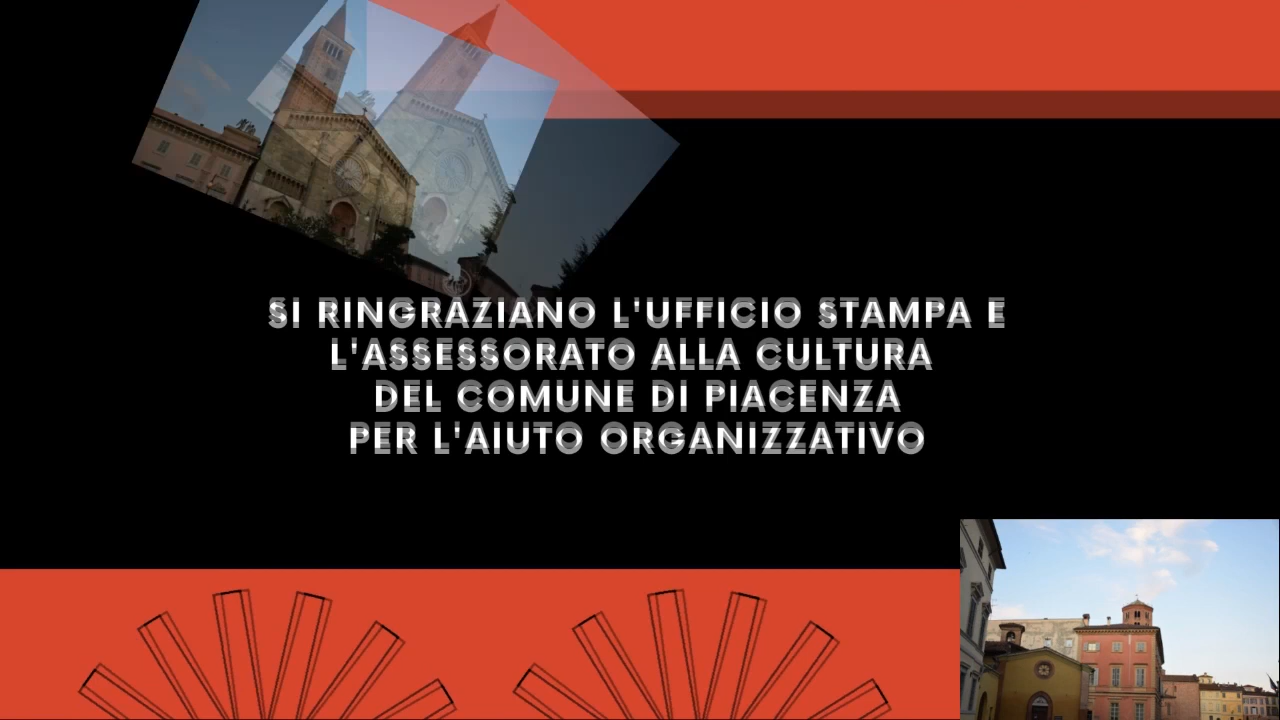 SI RINGRAZIANO L'UFFICIO STAMPA E
L'ASSESSORATO ALLA CULTURA
DEL COMUNE DI PIACENZA
PER L'AIUTO ORGANIZZATIVO